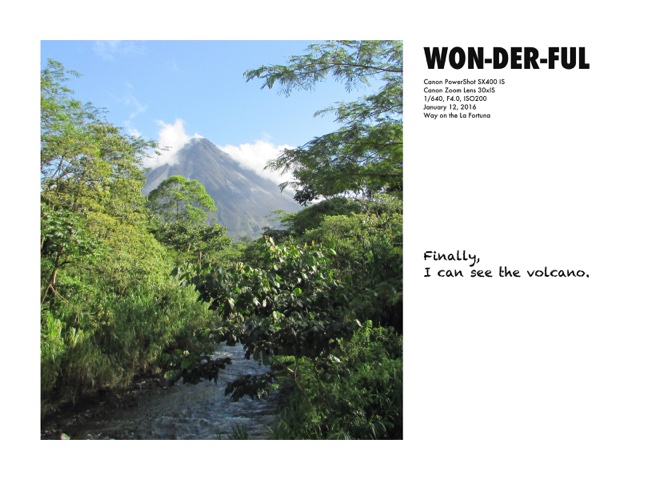 WON-DER-FUL
Canon PowerShot SX400 IS
Canon Zoom Lens 30xIS
1/640, F4.0, ISO200
January 12, 2016
Way on the La Fortuna
Finally,
I can see the volcano.